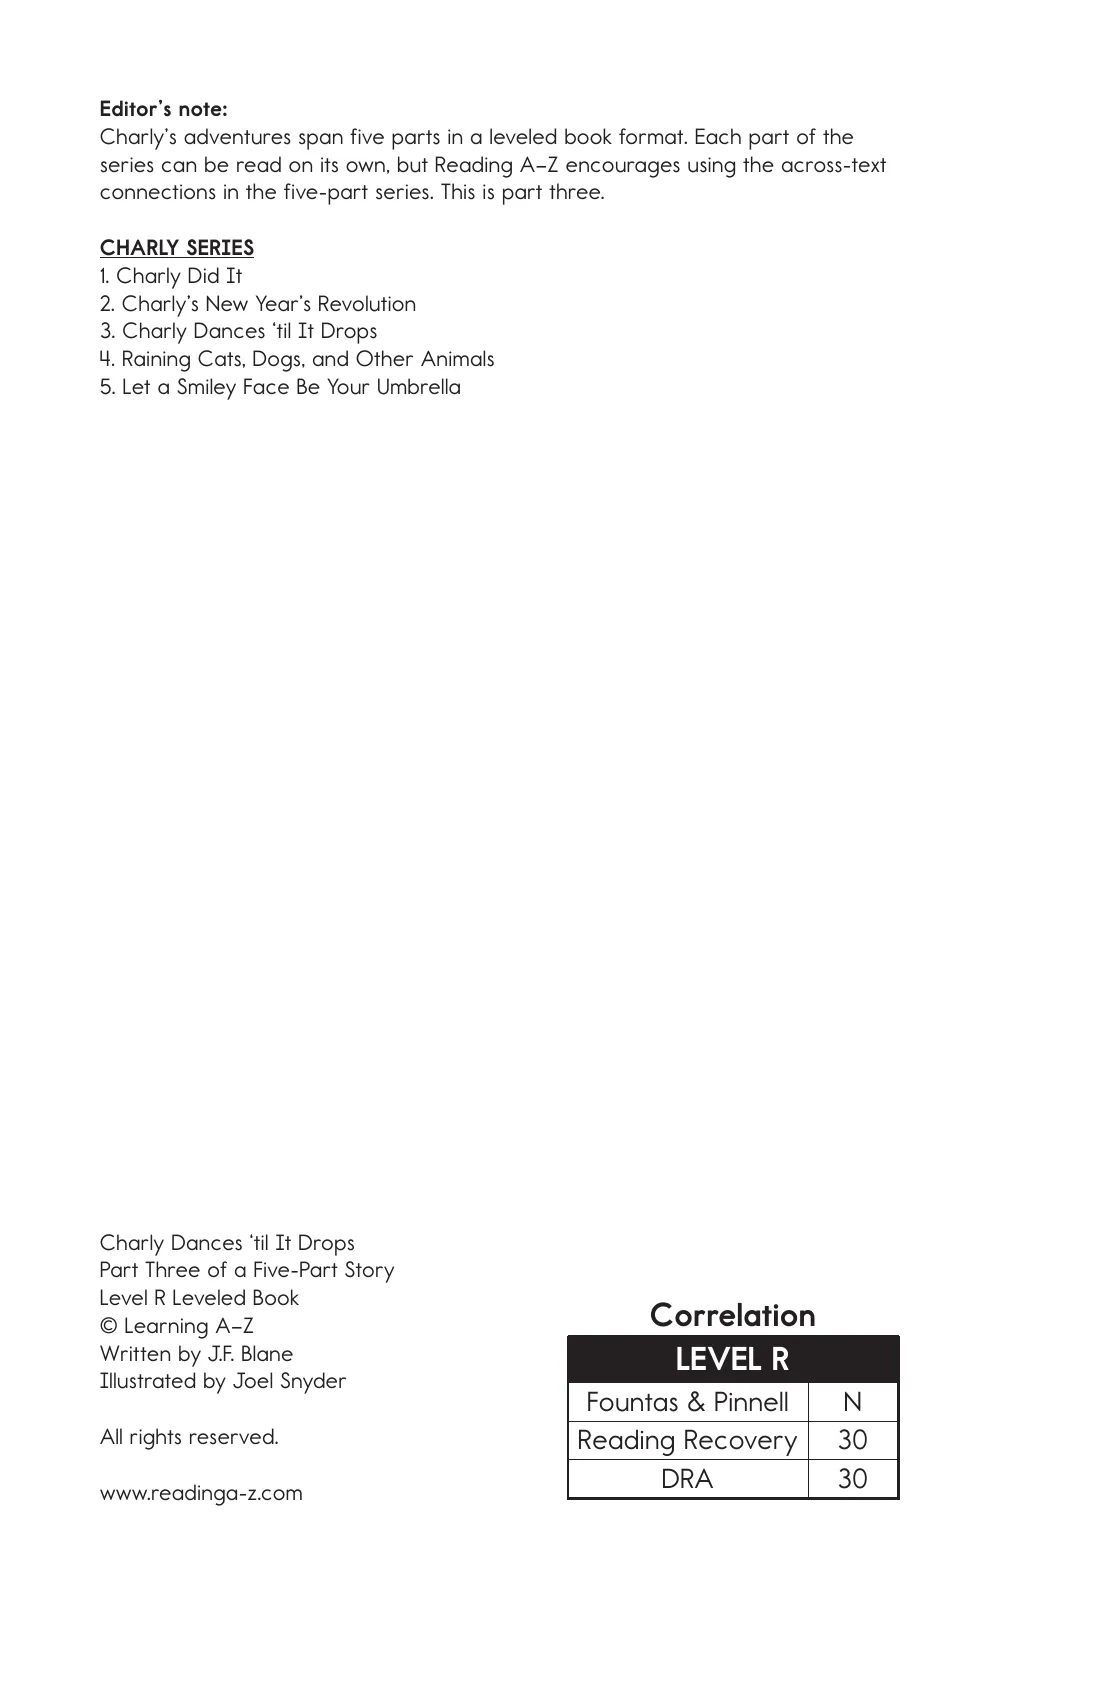 Editor’s note:
Charly’s adventures span five parts in a leveled book format. Each part of the
series can be read on its own, but Reading A–Z encourages using the across-text
connections in the five-part series. This is part three.
CHARLY SERIES
1. Charly Did It
2. Charly’s New Year’s Revolution
3. Charly Dances ‘til It Drops
4. Raining Cats, Dogs, and Other Animals
5. Let a Smiley Face Be Your Umbrella
Charly Dances ‘til It Drops
Part Three of a Five-Part Story
Level R Leveled Book
© Learning A–Z
Written by J.F. Blane
Illustrated by Joel Snyder
All rights reserved.
www.readinga-z.com
Correlation
LEVEL R
Fountas & Pinnell N
Reading Recovery 30
DRA 30